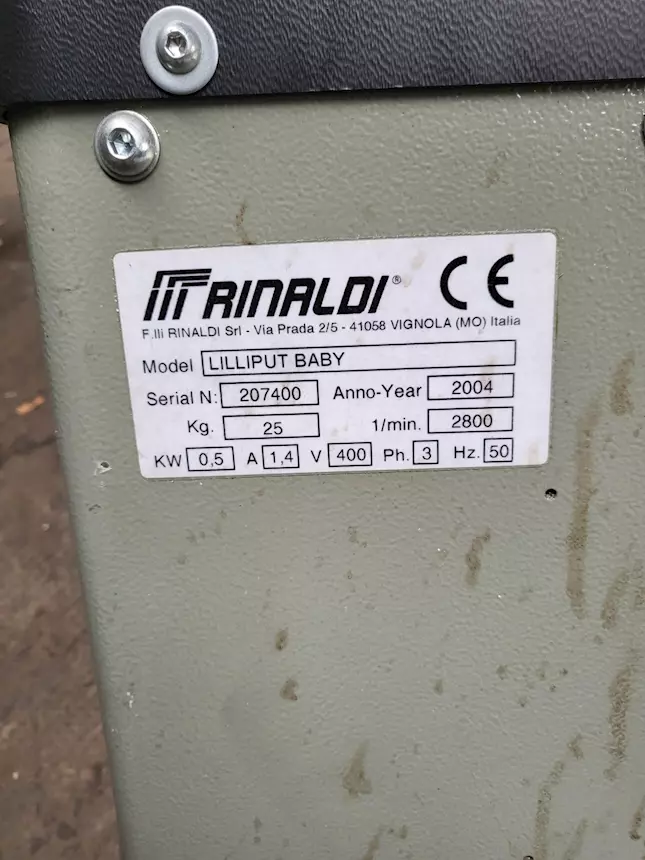 RINALDI® CE
F.lli RINALDI Srl - Via Prada 2/5 - 41058 VIGNOLA (MO) Italia
Model LILLIPUT BABY
Serial N: 207400 Anno-Year 2004
Kg. 25 1/min. 2800
KW 0,5 A 1,4 V 400 Ph. 3 Hz. 50